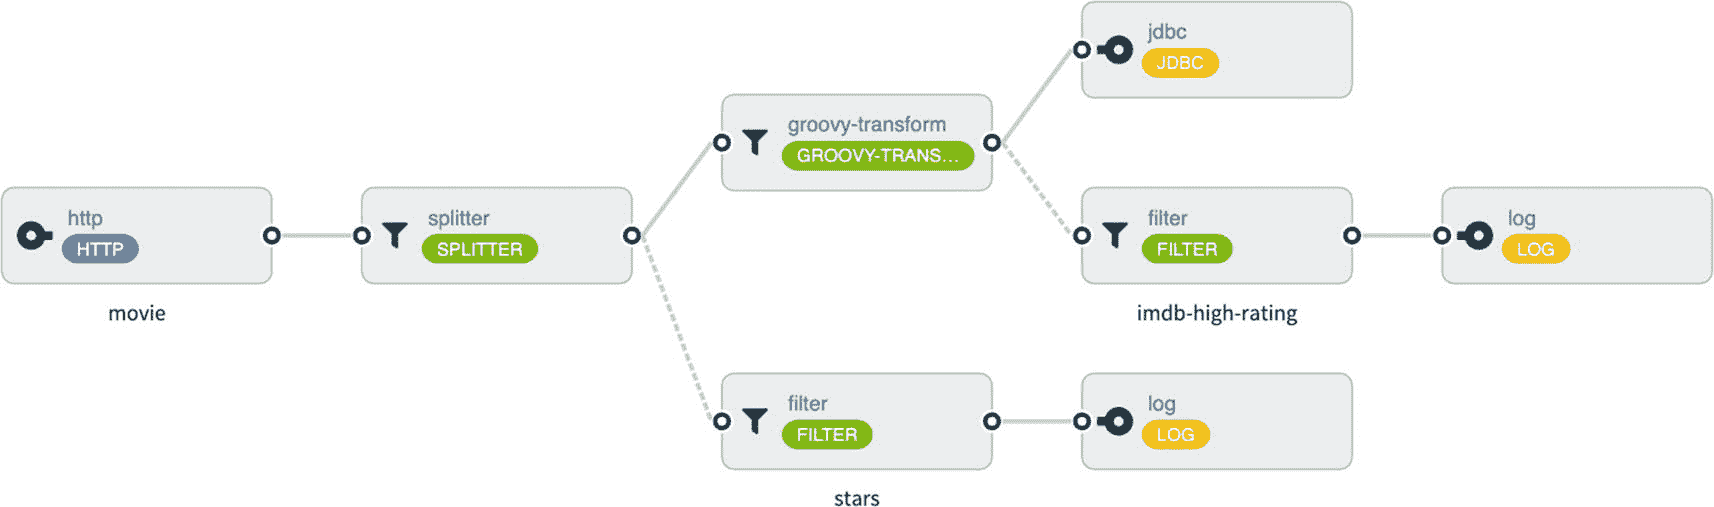 jdbc
JDBC
groovy-transform
GROOVY-TRANS...
http
HTTP
splitter
SPLITTER
filter
FILTER
log
LOG
movie
imdb-high-rating
filter
FILTER
log
LOG
stars